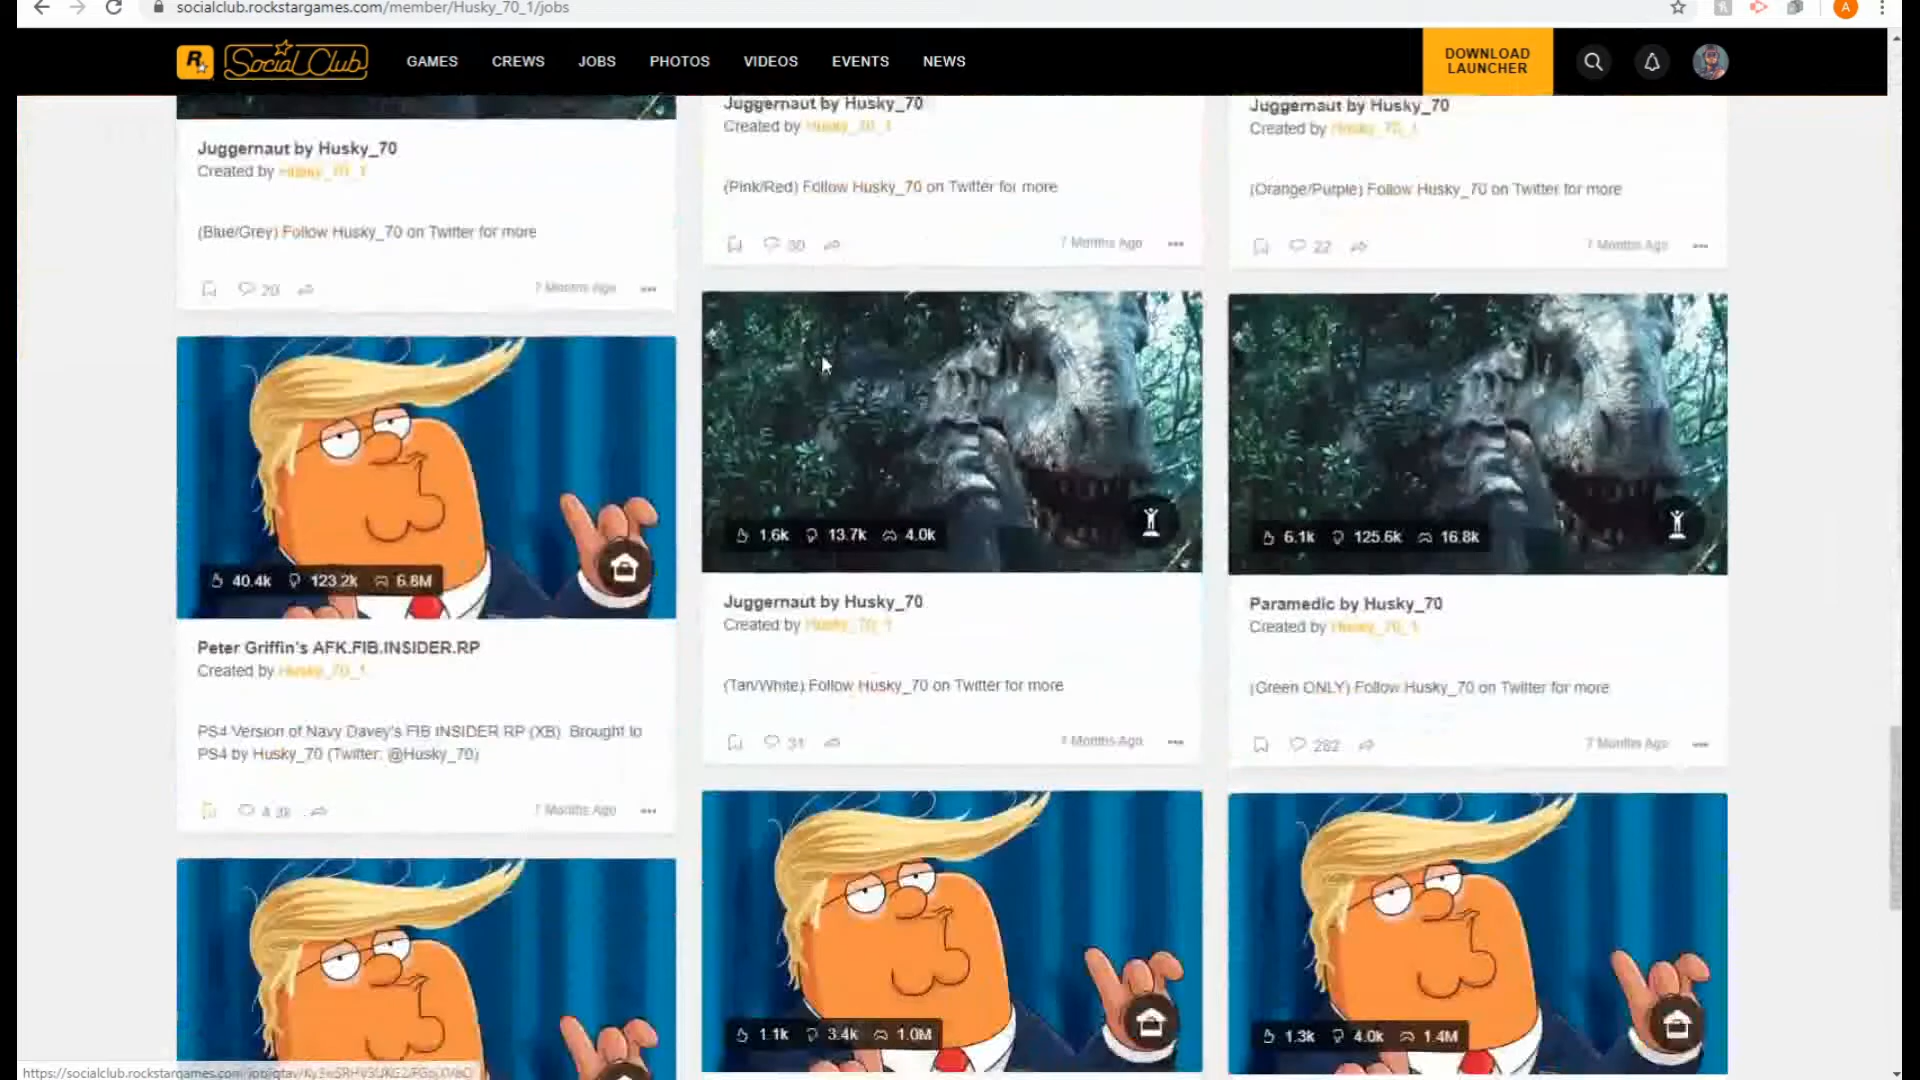 socialclub.rockstargames.com/member/Husky_70_1/jobs
R Social Club GAMES CREWS JOBS PHOTOS VIDEOS EVENTS NEWS DOWNLOAD LAUNCHER
A
Juggernaut by Husky_70
Created by Husky_70_1
(Blue/Grey) Follow Husky_70 on Twitter for more
20 7 Months Ago
Juggernaut by Husky_70
Created by Husky_70_1
(Pink/Red) Follow Husky_70 on Twitter for more
30 7 Months Ago
Juggernaut by Husky_70
Created by Husky_70_1
(Orange/Purple) Follow Husky_70 on Twitter for more
22 7 Months Ago
40.4k 123.2k 6.8M
Peter Griffin's AFK.FIB.INSIDER.RP
Created by Husky_70_1
PS4 Version of Navy Davey's FIB INSIDER RP (XB) Brought to
PS4 by Husky_70 (Twitter: @Husky_70)
7 Months Ago
1.6k 13.7k 4.0k
Juggernaut by Husky_70
Created by Husky_70_1
(Tan/White) Follow Husky_70 on Twitter for more
31 7 Months Ago
6.1k 125.6k 16.8k
Paramedic by Husky_70
Created by Husky_70_1
(Green ONLY) Follow Husky_70 on Twitter for more
282 7 Months Ago
1.1k 3.4k 1.0M
1.3k 4.0k 1.4M